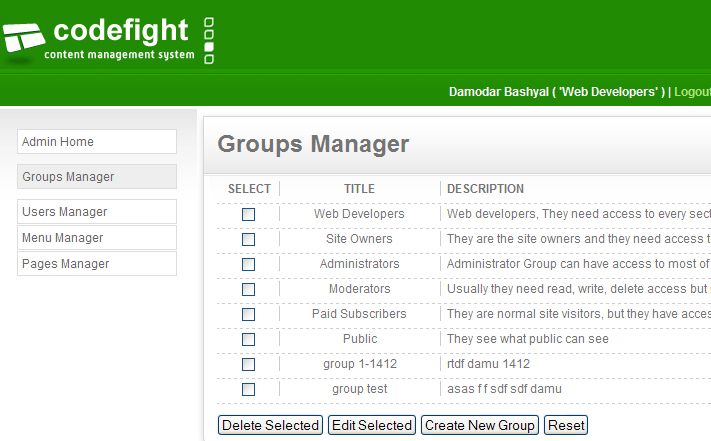 codefight
content management system
Damodar Bashyal ( 'Web Developers' ) | Logout
Admin Home
Groups Manager
Users Manager
Menu Manager
Pages Manager
Groups Manager
SELECT TITLE DESCRIPTION
Web Developers Web developers, They need access to every sect
Site Owners They are the site owners and they need access t
Administrators Administrator Group can have access to most of
Moderators Usually they need read, write, delete access but
Paid Subscribers They are normal site visitors, but they have acces
Public They see what public can see
group 1-1412 rtdf damu 1412
group test asas f f sdf sdf damu
Delete Selected Edit Selected Create New Group Reset